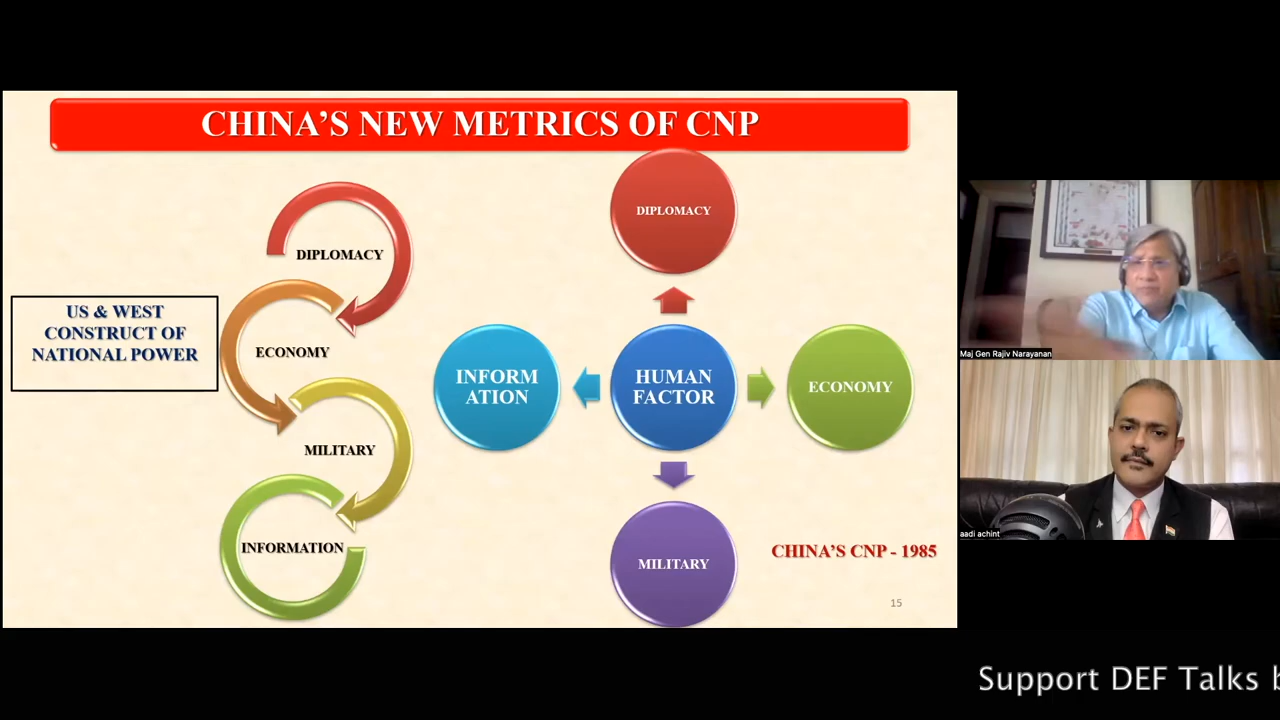 CHINA'S NEW METRICS OF CNP
US & WEST
CONSTRUCT OF
NATIONAL POWER
DIPLOMACY
ECONOMY
MILITARY
INFORMATION
DIPLOMACY
INFORM
ATION
HUMAN
FACTOR
ECONOMY
MILITARY
CHINA'S CNP - 1985
15
Maj Gen Rajiv Narayanan
aadi achint
Support DEF Talks b